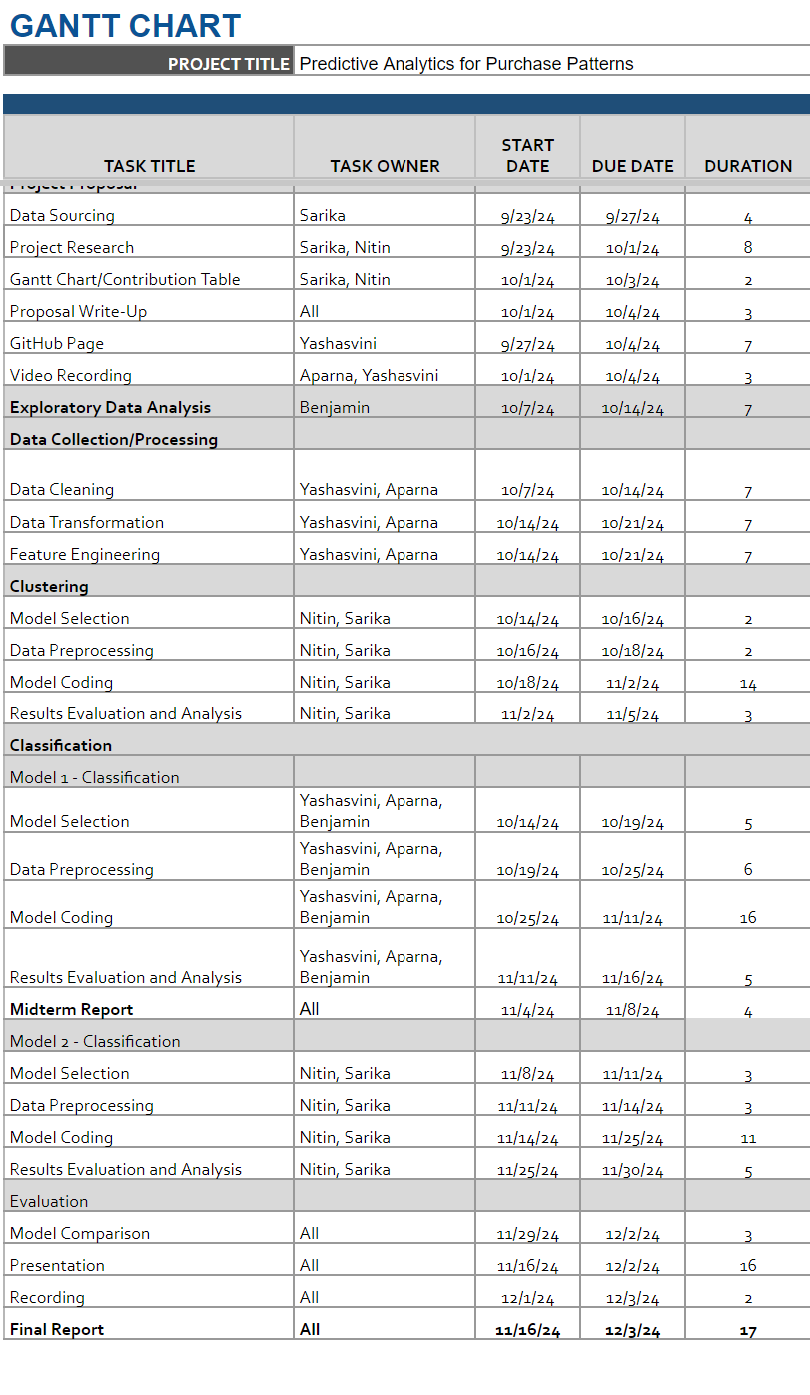 GANTT CHART
PROJECT TITLE Predictive Analytics for Purchase Patterns
TASK TITLE TASK OWNER START DATE DUE DATE DURATION
Project Proposal
Data Sourcing Sarika 9/23/24 9/27/24 4
Project Research Sarika, Nitin 9/23/24 10/1/24 8
Gantt Chart/Contribution Table Sarika, Nitin 10/1/24 10/3/24 2
Proposal Write-Up All 10/1/24 10/4/24 3
GitHub Page Yashasvini 9/27/24 10/4/24 7
Video Recording Aparna, Yashasvini 10/1/24 10/4/24 3
Exploratory Data Analysis Benjamin 10/7/24 10/14/24 7
Data Collection/Processing
Data Cleaning Yashasvini, Aparna 10/7/24 10/14/24 7
Data Transformation Yashasvini, Aparna 10/14/24 10/21/24 7
Feature Engineering Yashasvini, Aparna 10/14/24 10/21/24 7
Clustering
Model Selection Nitin, Sarika 10/14/24 10/16/24 2
Data Preprocessing Nitin, Sarika 10/16/24 10/18/24 2
Model Coding Nitin, Sarika 10/18/24 11/2/24 14
Results Evaluation and Analysis Nitin, Sarika 11/2/24 11/5/24 3
Classification
Model 1 - Classification
Model Selection Yashasvini, Aparna, Benjamin 10/14/24 10/19/24 5
Data Preprocessing Yashasvini, Aparna, Benjamin 10/19/24 10/25/24 6
Model Coding Yashasvini, Aparna, Benjamin 10/25/24 11/11/24 16
Results Evaluation and Analysis Yashasvini, Aparna, Benjamin 11/11/24 11/16/24 5
Midterm Report All 11/4/24 11/8/24 4
Model 2 - Classification
Model Selection Nitin, Sarika 11/8/24 11/11/24 3
Data Preprocessing Nitin, Sarika 11/11/24 11/14/24 3
Model Coding Nitin, Sarika 11/14/24 11/25/24 11
Results Evaluation and Analysis Nitin, Sarika 11/25/24 11/30/24 5
Evaluation
Model Comparison All 11/29/24 12/2/24 3
Presentation All 11/16/24 12/2/24 16
Recording All 12/1/24 12/3/24 2
Final Report All 11/16/24 12/3/24 17